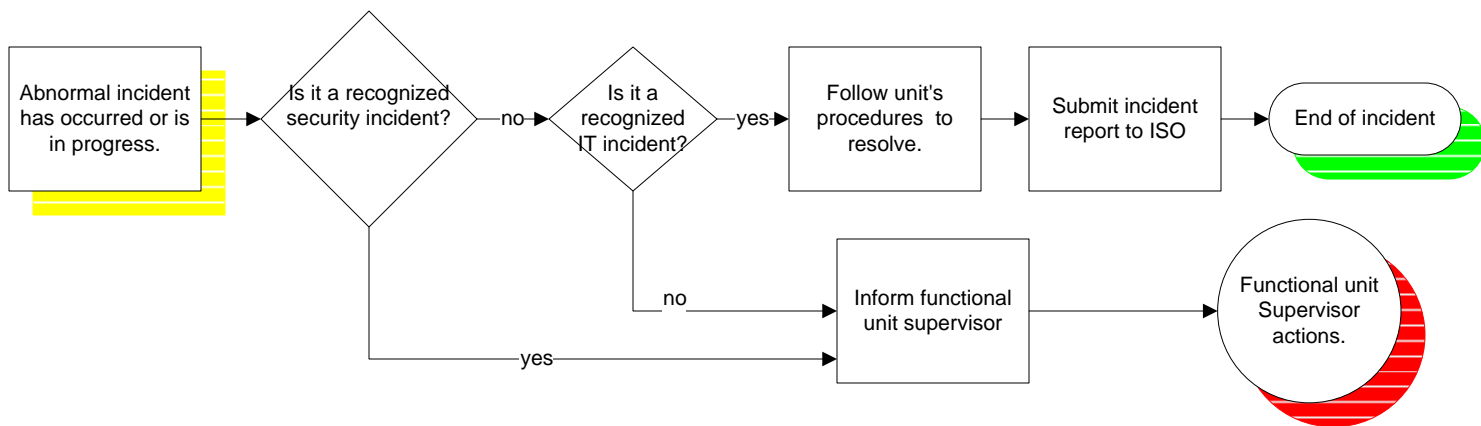 Abnormal incident
has occurred or is
in progress.
Is it a recognized
security incident?
no
Is it a
recognized
IT incident?
yes
Follow unit's
procedures to
resolve.
Submit incident
report to ISO
End of incident
no
yes
Inform functional
unit supervisor
Functional unit
Supervisor
actions.